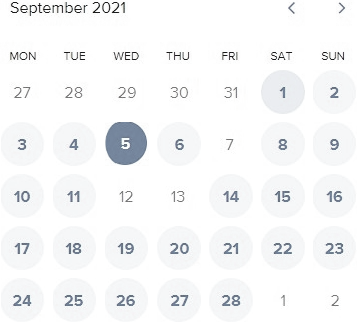 September 2021
MON TUE WED THU FRI SAT SUN
27 28 29 30 31 1 2
3 4 5 6 7 8 9
10 11 12 13 14 15 16
17 18 19 20 21 22 23
24 25 26 27 28 1 2